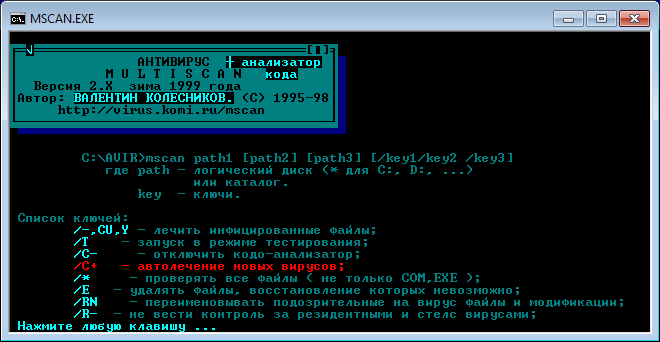 MSCAN.EXE
АНТИВИРУС + анализатор
M U L T I S C A N кода
Версия 2.X зима 1999 года
Автор: ВАЛЕНТИН КОЛЕСНИКОВ. (C) 1995-98
http://virus.komi.ru/mscan
C:\AVIR>mscan path1 [path2] [path3] [/key1/key2 /key3]
где path - логический диск (* для C:, D:, ...)
или каталог.
key - ключи.
Список ключей:
/-,CU,Y - лечить инфицированные файлы;
/T - запуск в режиме тестирования;
/C- - отключить кодо-анализатор;
/C+ - автолечение новых вирусов;
/* - проверять все файлы ( не только COM,EXE );
/E - удалять файлы, восстановление которых невозможно;
/RN - переименовывать подозрительные на вирус файлы и модификации;
/R- - не вести контроль за резидентными и стелс вирусами;
Нажмите любую клавишу ...